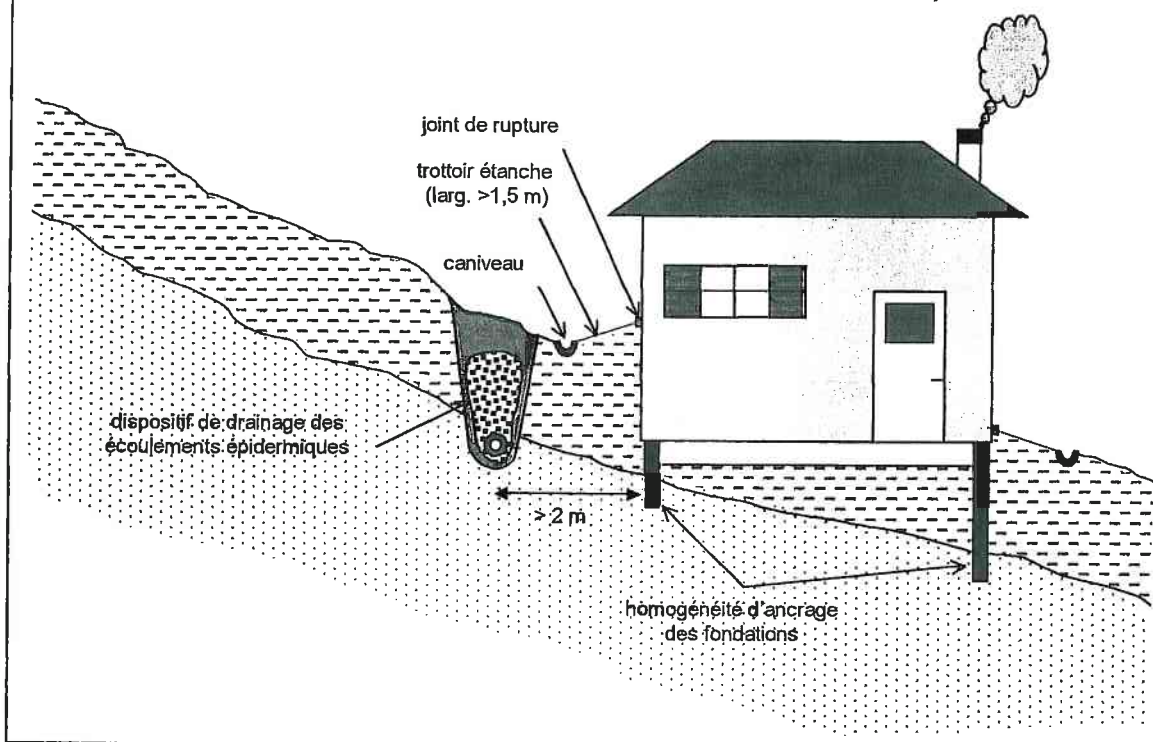 joint de rupture
trottoir étanche
(larg. >1,5 m)
caniveau
dispositif de drainage des
écoulements épidermiques
> 2 m
homogénéité d'ancrage
des fondations